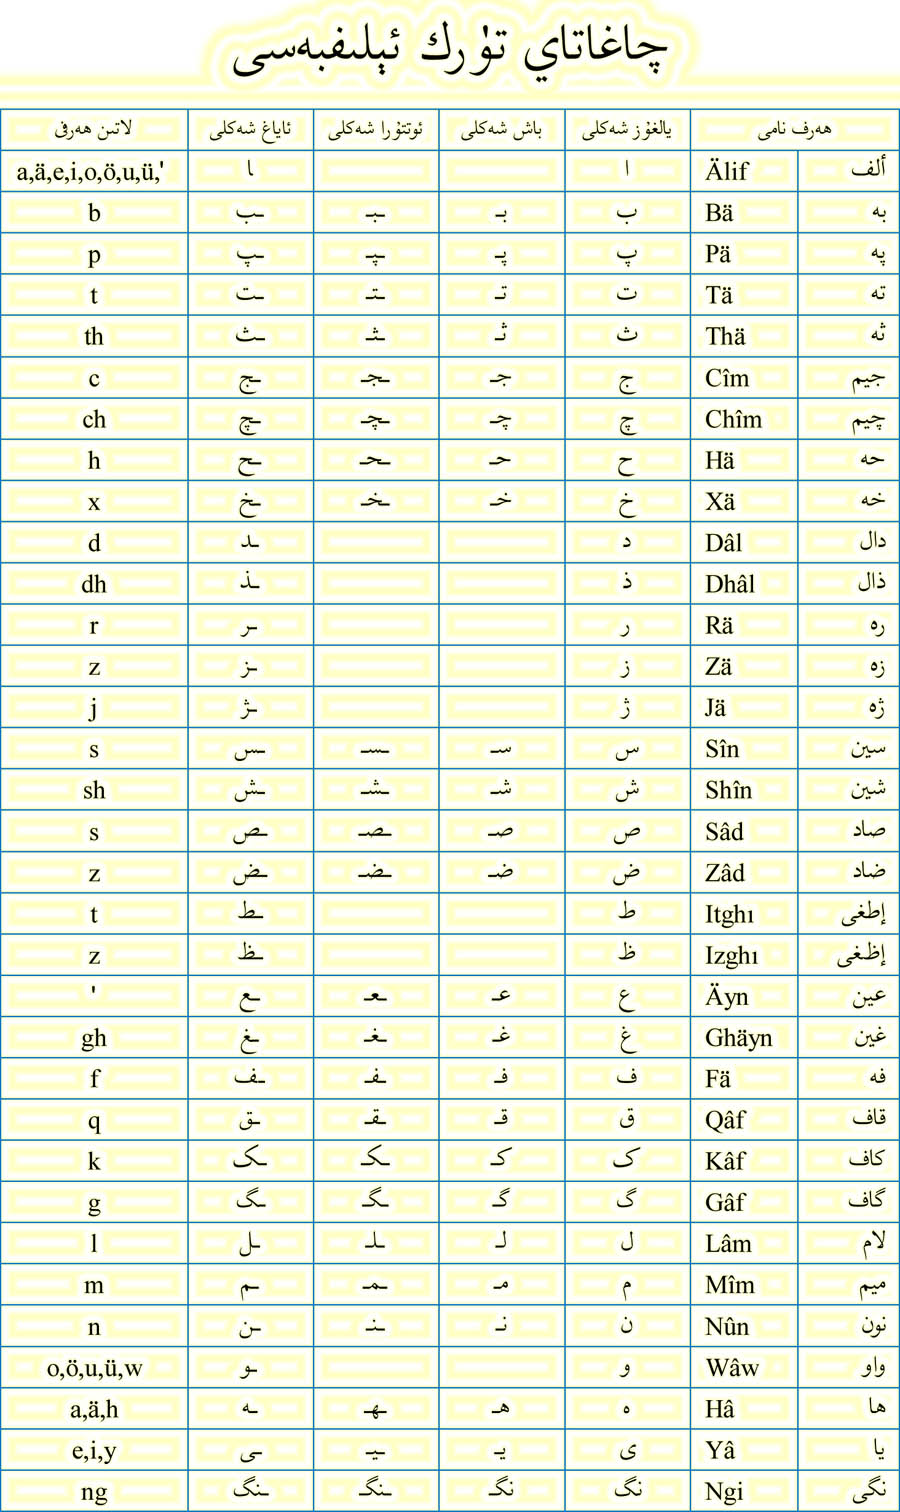 چاغاتاي تۈرك ئېلىفبەسى
ھەرف نامى يالغۇز شەكلى باش شەكلى ئوتتۇرا شەكلى ئاياغ شەكلى لاتىن ھەرفى
ألف Älif ا ـا a,ä,e,i,o,ö,u,ü,'
به Bä ب بـ ـبـ ـب b
په Pä پ پـ ـپـ ـپ p
ته Tä ت تـ ـتـ ـت t
ثه Thä ث ثـ ـثـ ـث th
جيم Cîm ج جـ ـجـ ـج c
چيم Chîm چ چـ ـچـ ـچ ch
حه Hä ح حـ ـحـ ـح h
خه Xä خ خـ ـخـ ـخ x
دال Dâl د ـد d
ذال Dhâl ذ ـذ dh
ره Rä ر ـر r
زه Zä ز ـز z
ژه Jä ژ ـژ j
سين Sîn س سـ ـسـ ـس s
شين Shîn ش شـ ـشـ ـش sh
صاد Sâd ص صـ ـصـ ـص s
ضاد Zâd ض ضـ ـضـ ـض z
إطغى Itghı ط ـط t
إظغى Izghı ظ ـظ z
عين Äyn ع عـ ـعـ ـع '
غين Ghäyn غ غـ ـغـ ـغ gh
فه Fä ف فـ ـفـ ـف f
قاف Qâf ق قـ ـقـ ـق q
كاف Kâf ک کـ ـکـ ـک k
گاف Gâf گ گـ ـگـ ـگ g
لام Lâm ل لـ ـلـ ـل l
ميم Mîm م مـ ـمـ ـم m
نون Nûn ن نـ ـنـ ـن n
واو Wâw و ـو o,ö,u,ü,w
ها Hâ ه هـ ـهـ ـه a,ä,h
يا Yâ ى يـ ـيـ ـى e,i,y
نگى Ngi نگ نگـ ـنگـ ـنگ ng